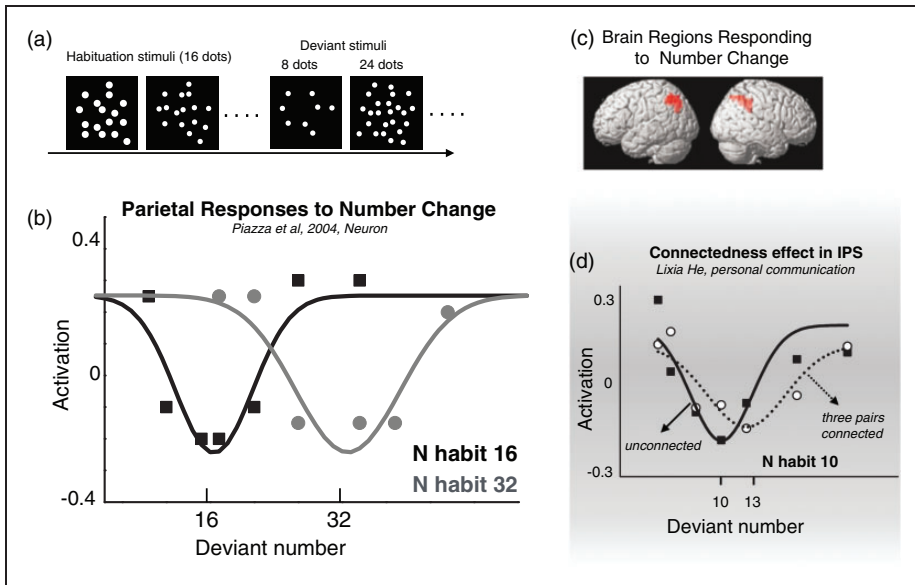 (a)
Habituation stimuli (16 dots)
Deviant stimuli
8 dots
24 dots
. . . .
. . . .
(b)
Parietal Responses to Number Change
Piazza et al, 2004, Neuron
0.4
0
-0.4
Activation
N habit 16
N habit 32
16
32
Deviant number
(c) Brain Regions Responding
to Number Change
(d)
Connectedness effect in IPS
Lixia He, personal communication
0.3
0
-0.3
Activation
unconnected
three pairs
connected
N habit 10
10
13
Deviant number